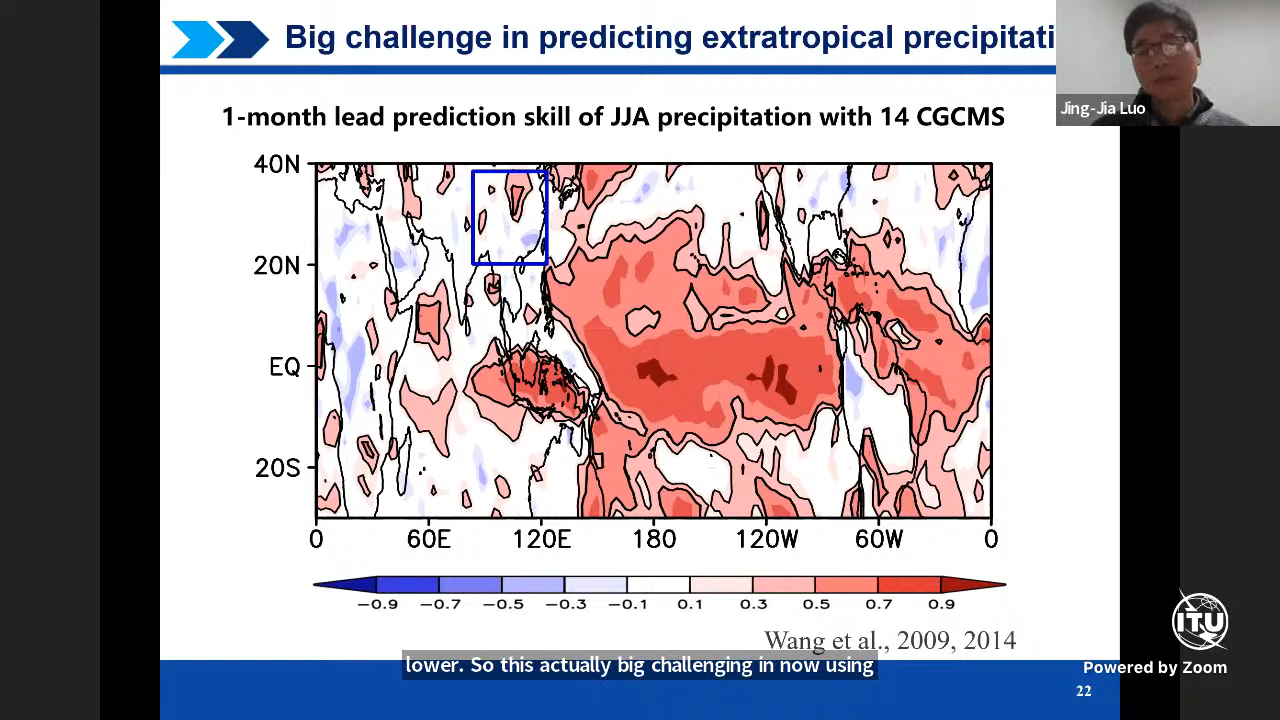 Big challenge in predicting extratropical precipitati
Jing-Jia Luo
1-month lead prediction skill of JJA precipitation with 14 CGCMS
40N
20N
EQ
20S
0 60E 120E 180 120W 60W 0
−0.9 −0.7 −0.5 −0.3 −0.1 0.1 0.3 0.5 0.7 0.9
Wang et al., 2009, 2014
lower. So this actually big challenging in now using
ITU
Powered by Zoom
22